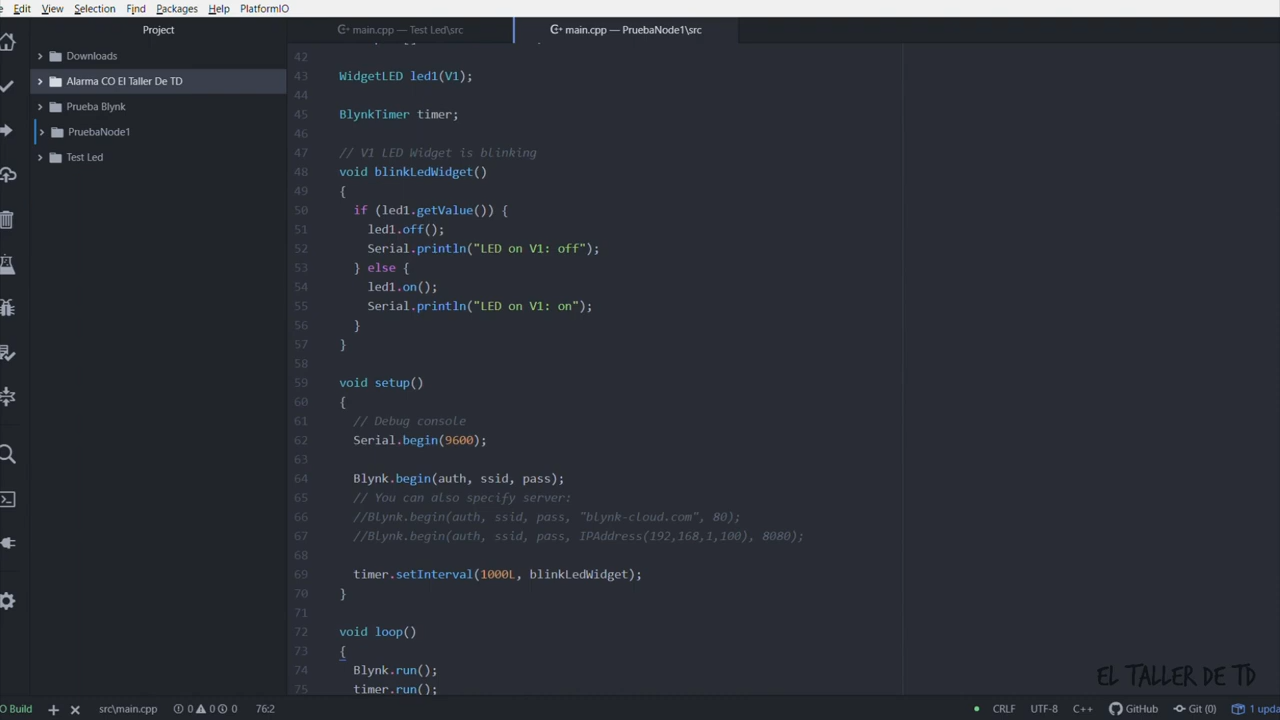 Edit View Selection Find Packages Help PlatformIO
Project
main.cpp — Test Led\src
main.cpp — PruebaNode1\src
Downloads
Alarma CO El Taller De TD
Prueba Blynk
PruebaNode1
Test Led
42
43 WidgetLED led1(V1);
44
45 BlynkTimer timer;
46
47 // V1 LED Widget is blinking
48 void blinkLedWidget()
49 {
50 if (led1.getValue()) {
51 led1.off();
52 Serial.println("LED on V1: off");
53 } else {
54 led1.on();
55 Serial.println("LED on V1: on");
56 }
57 }
58
59 void setup()
60 {
61 // Debug console
62 Serial.begin(9600);
63
64 Blynk.begin(auth, ssid, pass);
65 // You can also specify server:
66 //Blynk.begin(auth, ssid, pass, "blynk-cloud.com", 80);
67 //Blynk.begin(auth, ssid, pass, IPAddress(192,168,1,100), 8080);
68
69 timer.setInterval(1000L, blinkLedWidget);
70 }
71
72 void loop()
73 {
74 Blynk.run();
75 timer.run();
EL TALLER DE TD
O Build src\main.cpp 0 0 0 76:2 CRLF UTF-8 C++ GitHub Git (0) 1 upda